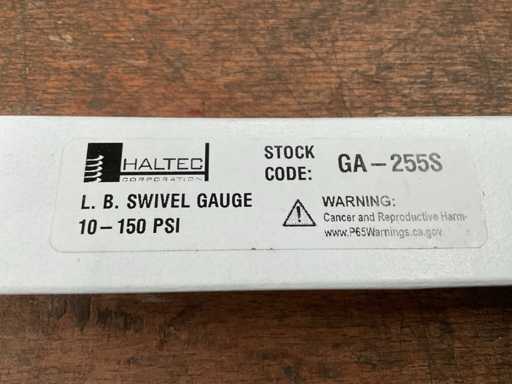 HALTEC
CORPORATION
STOCK
CODE: GA-255S
L. B. SWIVEL GAUGE
10-150 PSI
WARNING:
Cancer and Reproductive Harm-
www.P65Warnings.ca.gov